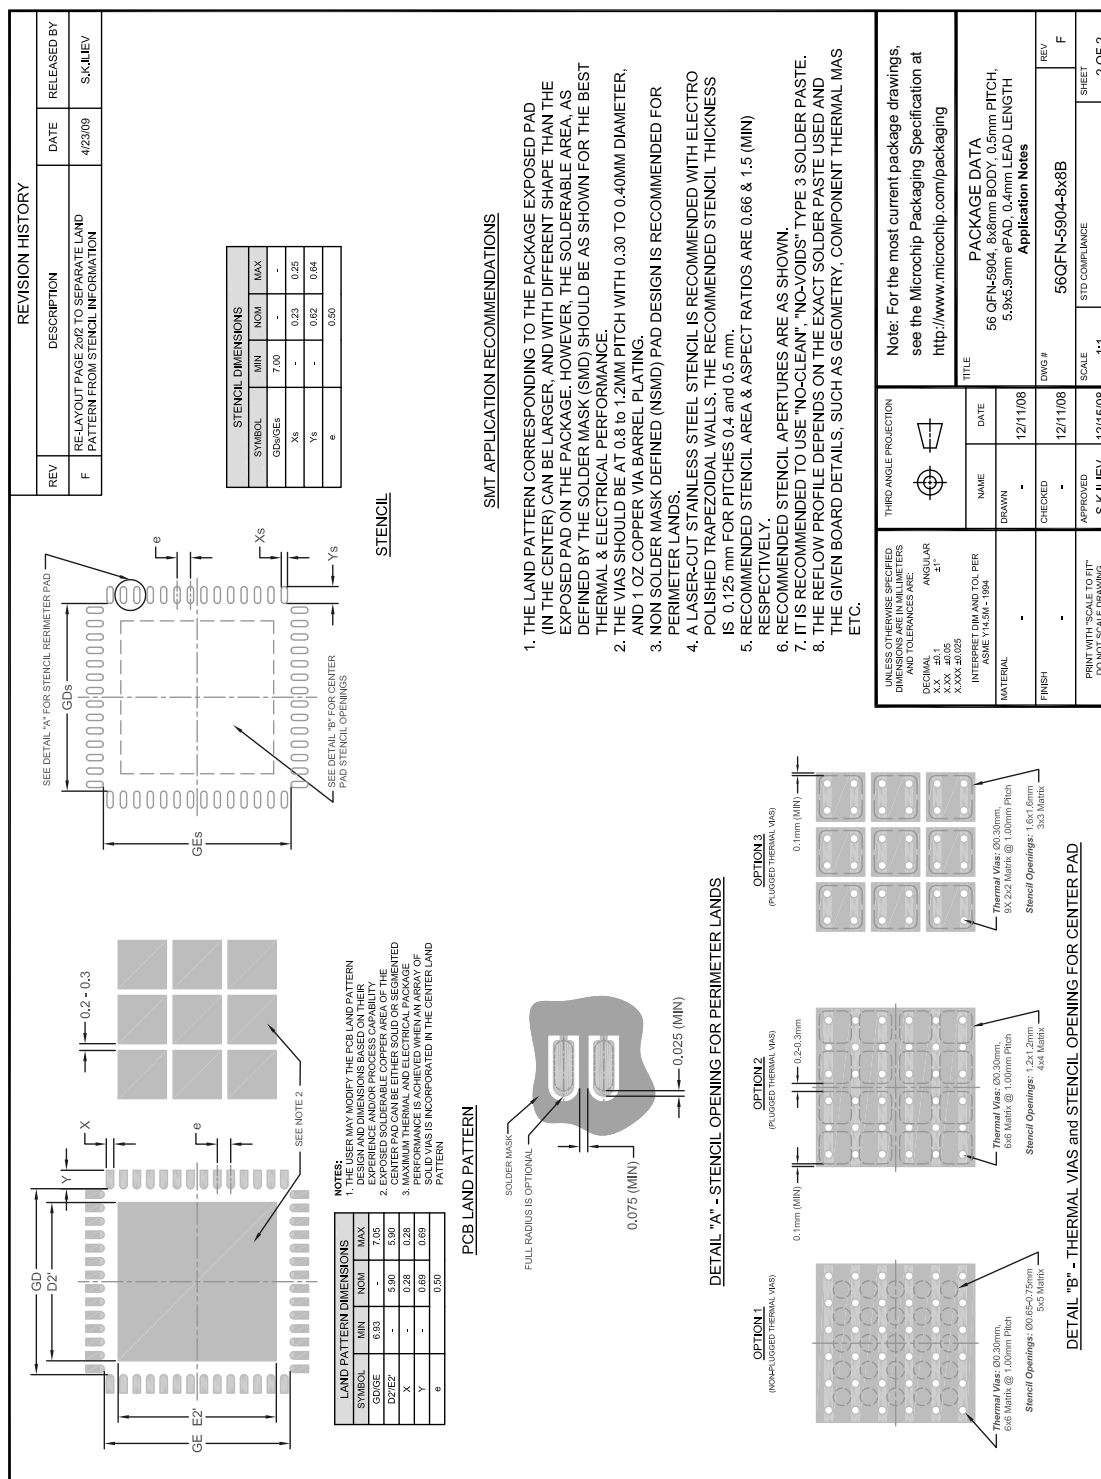 REVISION HISTORY
REV
DESCRIPTION
DATE
RELEASED BY
F
RE-LAYOUT PAGE 2of2 TO SEPARATE LAND
PATTERN FROM STENCIL INFORMATION
4/23/09
S.K.ILIEV
GD
D2'
GE
E2'
Y
X
e
0.2 - 0.3
SEE NOTE 2
LAND PATTERN DIMENSIONS
SYMBOL MIN NOM MAX
GD/GE 6.93 - 7.05
D2'/E2' - 5.90 5.90
X - 0.28 0.28
Y - 0.69 0.69
e 0.50
NOTES:
1. THE USER MAY MODIFY THE PCB LAND PATTERN
DESIGN AND DIMENSIONS BASED ON THEIR
EXPERIENCE AND/OR PROCESS CAPABILITY
2. EXPOSED SOLDERABLE COPPER AREA OF THE
CENTER PAD CAN BE EITHER SOLID OR SEGMENTED
3. MAXIMUM THERMAL AND ELECTRICAL PACKAGE
PERFORMANCE IS ACHIEVED WHEN AN ARRAY OF
SOLID VIAS IS INCORPORATED IN THE CENTER LAND
PATTERN
PCB LAND PATTERN
SEE DETAIL "A" FOR STENCIL RERIMETER PAD
GDs
GEs
e
Xs
Ys
SEE DETAIL "B" FOR CENTER
PAD STENCIL OPENINGS
STENCIL DIMENSIONS
SYMBOL MIN NOM MAX
GDs/GEs 7.00 - -
Xs - 0.23 0.25
Ys - 0.62 0.64
e 0.50
STENCIL
SMT APPLICATION RECOMMENDATIONS
1. THE LAND PATTERN CORRESPONDING TO THE PACKAGE EXPOSED PAD
(IN THE CENTER) CAN BE LARGER, AND WITH DIFFERENT SHAPE THAN THE
EXPOSED PAD ON THE PACKAGE. HOWEVER, THE SOLDERABLE AREA, AS
DEFINED BY THE SOLDER MASK (SMD) SHOULD BE AS SHOWN FOR THE BEST
THERMAL & ELECTRICAL PERFORMANCE.
2. THE VIAS SHOULD BE AT 0.8 to 1.2MM PITCH WITH 0.30 TO 0.40MM DIAMETER,
AND 1 OZ COPPER VIA BARREL PLATING.
3. NON SOLDER MASK DEFINED (NSMD) PAD DESIGN IS RECOMMENDED FOR
PERIMETER LANDS.
4. A LASER-CUT STAINLESS STEEL STENCIL IS RECOMMENDED WITH ELECTRO
POLISHED TRAPEZOIDAL WALLS. THE RECOMMENDED STENCIL THICKNESS
IS 0.125 mm FOR PITCHES 0.4 and 0.5 mm.
5. RECOMMENDED STENCIL AREA & ASPECT RATIOS ARE 0.66 & 1.5 (MIN)
RESPECTIVELY.
6. RECOMMENDED STENCIL APERTURES ARE AS SHOWN.
7. IT IS RECOMMENDED TO USE "NO-CLEAN", "NO-VOIDS" TYPE 3 SOLDER PASTE.
8. THE REFLOW PROFILE DEPENDS ON THE EXACT SOLDER PASTE USED AND
THE GIVEN BOARD DETAILS, SUCH AS GEOMETRY, COMPONENT THERMAL MAS
ETC.
SOLDER MASK
FULL RADIUS IS OPTIONAL
0.075 (MIN)
0.025 (MIN)
DETAIL "A" - STENCIL OPENING FOR PERIMETER LANDS
OPTION 1
(NON-PLUGGED THERMAL VIAS)
Thermal Vias: Ø0.30mm,
6x6 Matrix @ 1.00mm Pitch
Stencil Openings: Ø0.65-0.75mm
5x5 Matrix
OPTION 2
(PLUGGED THERMAL VIAS)
0.1mm (MIN)
0.2-0.3mm
Thermal Vias: Ø0.30mm,
6x6 Matrix @ 1.00mm Pitch
Stencil Openings: 1.2x1.2mm
4x4 Matrix
OPTION 3
(PLUGGED THERMAL VIAS)
0.1mm (MIN)
Thermal Vias: Ø0.30mm,
9X 2x2 Matrix @ 1.00mm Pitch
Stencil Openings: 1.6x1.6mm
3x3 Matrix
DETAIL "B" - THERMAL VIAS and STENCIL OPENING FOR CENTER PAD
UNLESS OTHERWISE SPECIFIED
DIMENSIONS ARE IN MILLIMETERS
AND TOLERANCES ARE:
DECIMAL ANGULAR
X.X ±0.1 ±1°
X.XX ±0.05
X.XXX ±0.025
INTERPRET DIM AND TOL PER
ASME Y14.5M - 1994
MATERIAL
-
FINISH
-
PRINT WITH "SCALE TO FIT"
DO NOT SCALE DRAWING
THIRD ANGLE PROJECTION
NAME DATE
DRAWN
- 12/11/08
CHECKED
- 12/11/08
APPROVED
S.K.ILIEV 12/15/08
Note: For the most current package drawings,
see the Microchip Packaging Specification at
http://www.microchip.com/packaging
TITLE
PACKAGE DATA
56 QFN-5904, 8x8mm BODY, 0.5mm PITCH,
5.9x5.9mm ePAD, 0.4mm LEAD LENGTH
Application Notes
DWG #
56QFN-5904-8x8B
REV
F
SCALE
1:1
STD COMPLIANCE
SHEET
2 OF 2